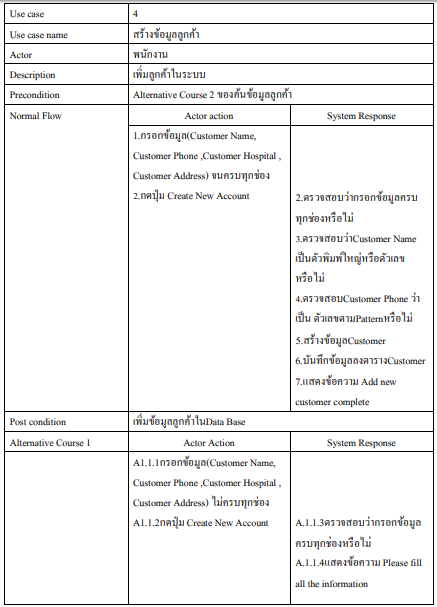 Use case 4
Use case name สร้างข้อมูลลูกค้า
Actor พนักงาน
Description เพิ่มลูกค้าในระบบ
Precondition Alternative Course 2 ของค้นข้อมูลลูกค้า
Normal Flow Actor action System Response
1.กรอกข้อมูล(Customer Name,
Customer Phone ,Customer Hospital ,
Customer Address) จนครบทุกช่อง
2.กดปุ่ม Create New Account
2.ตรวจสอบว่ากรอกข้อมูลครบ
ทุกช่องหรือไม่
3.ตรวจสอบว่าCustomer Name
เป็นตัวพิมพ์ใหญ่หรือตัวเลข
หรือไม่
4.ตรวจสอบCustomer Phone ว่า
เป็น ตัวเลขตามPatternหรือไม่
5.สร้างข้อมูลCustomer
6.บันทึกข้อมูลลงตารางCustomer
7.แสดงข้อความ Add new
customer complete
Post condition เพิ่มข้อมูลลูกค้าในData Base
Alternative Course 1 Actor Action System Response
A1.1.1กรอกข้อมูล(Customer Name,
Customer Phone ,Customer Hospital ,
Customer Address) ไม่ครบทุกช่อง
A1.1.2กดปุ่ม Create New Account
A.1.1.3ตรวจสอบว่ากรอกข้อมูล
ครบทุกช่องหรือไม่
A.1.1.4แสดงข้อความ Please fill
all the information